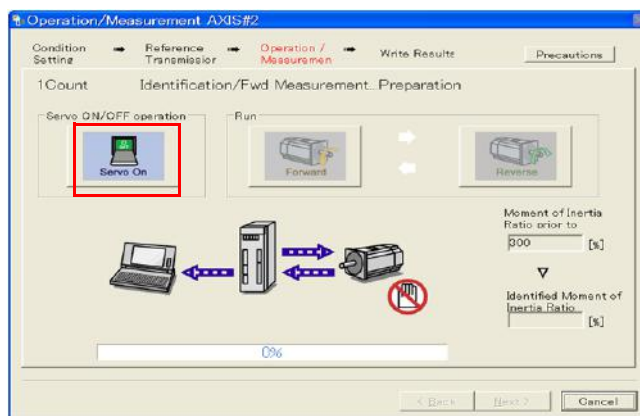 Operation/Measurement AXIS#2
Condition Setting
Reference Transmissior
Operation / Measuremen
Write Results
Precautions
1Count Identification/Fwd Measurement...Preparation
Servo ON/OFF operation
Run
Servo On
Forward
Reverse
Moment of Inertia
Ratio prior to
300 [%]
Identified Moment of
Inertia Ratio
[%]
0%
< Back
Next >
Cancel